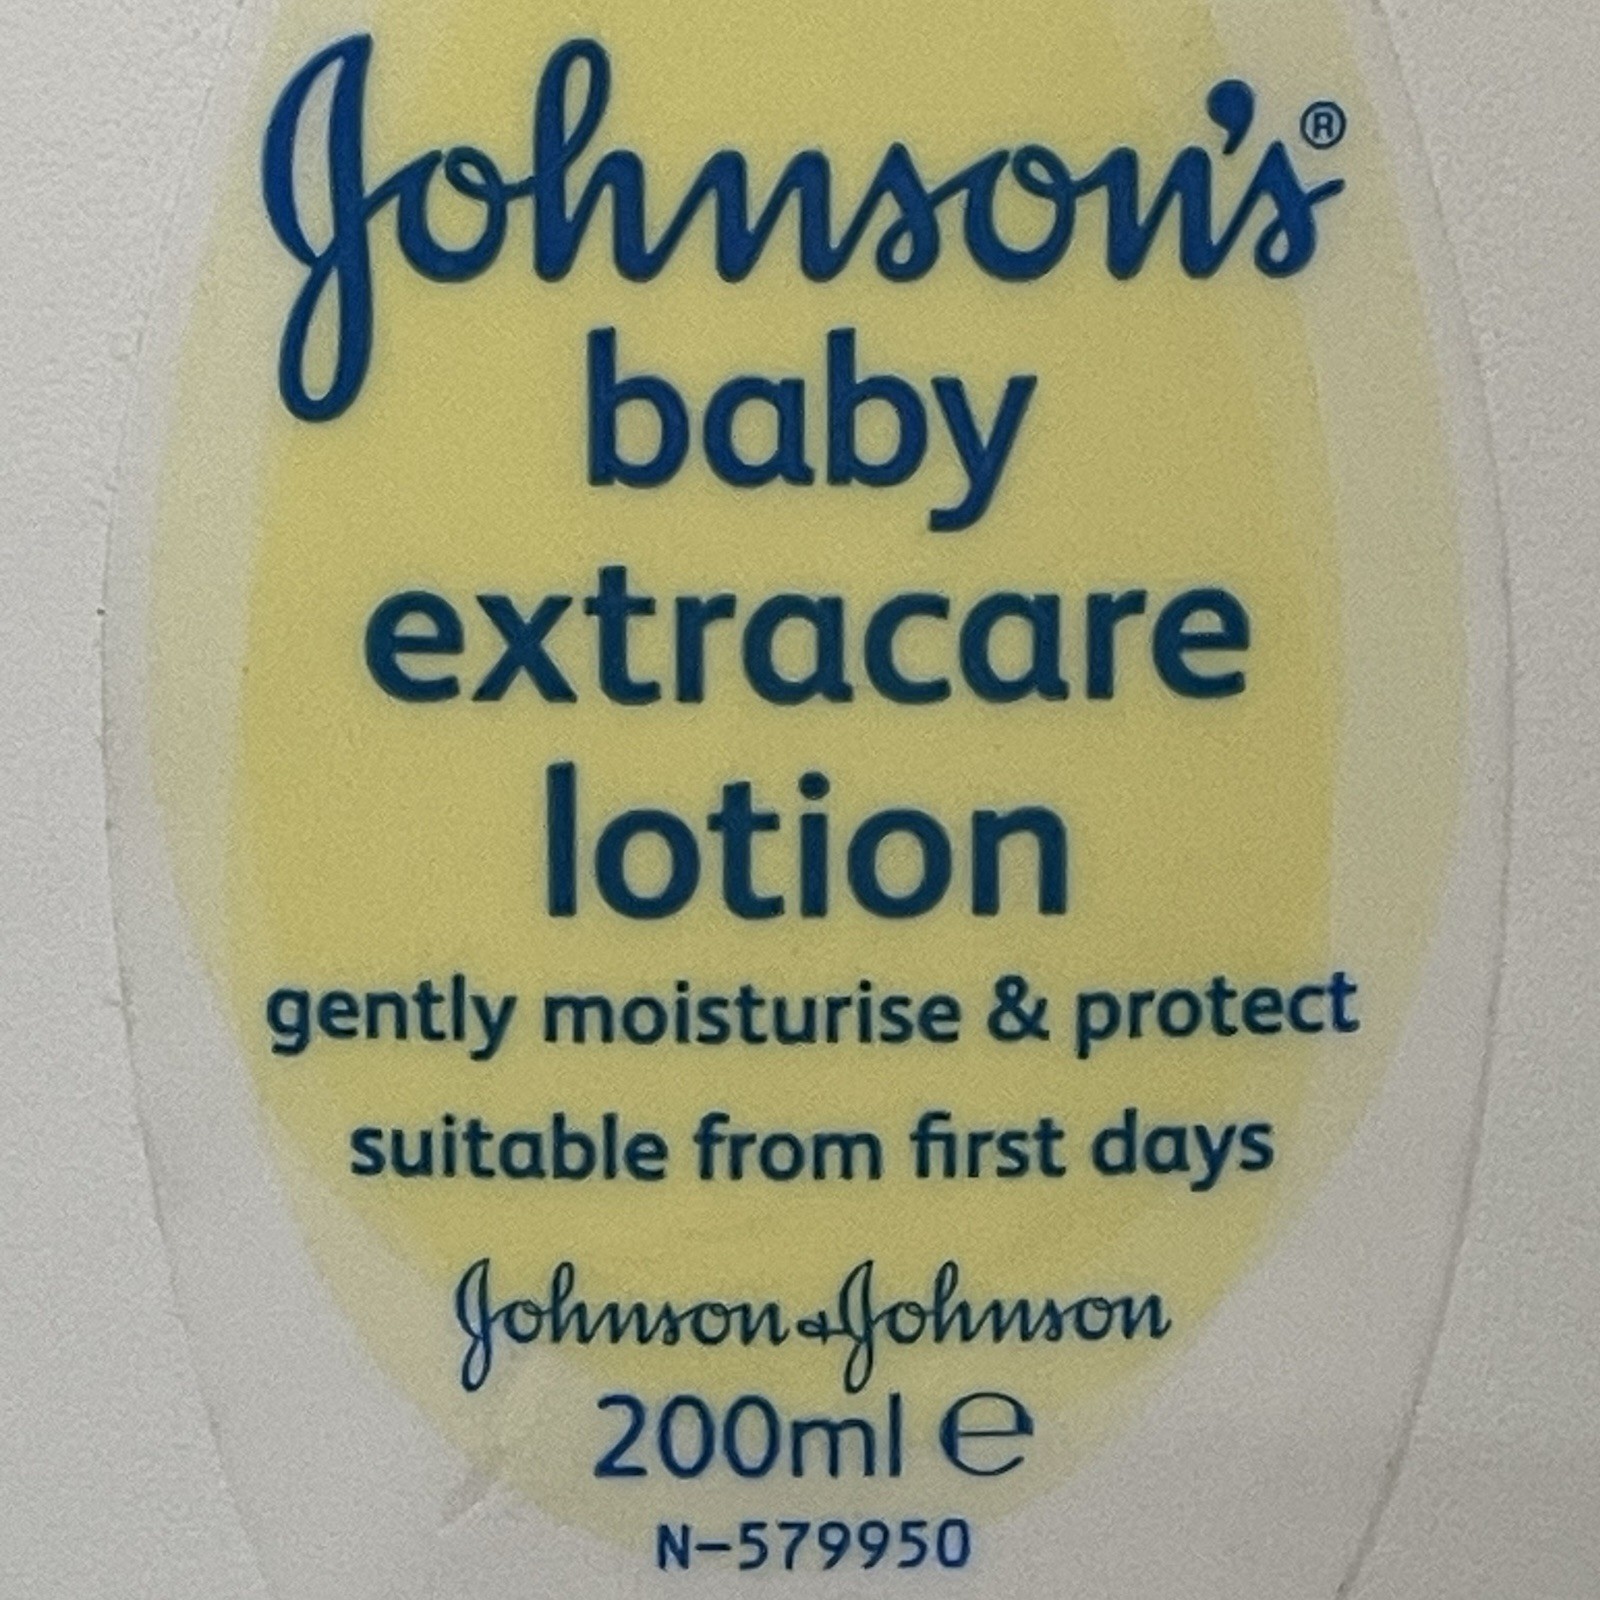 Johnson's®
baby
extracare
lotion
gently moisturise & protect
suitable from first days
Johnson & Johnson
200ml ℮
N-579950